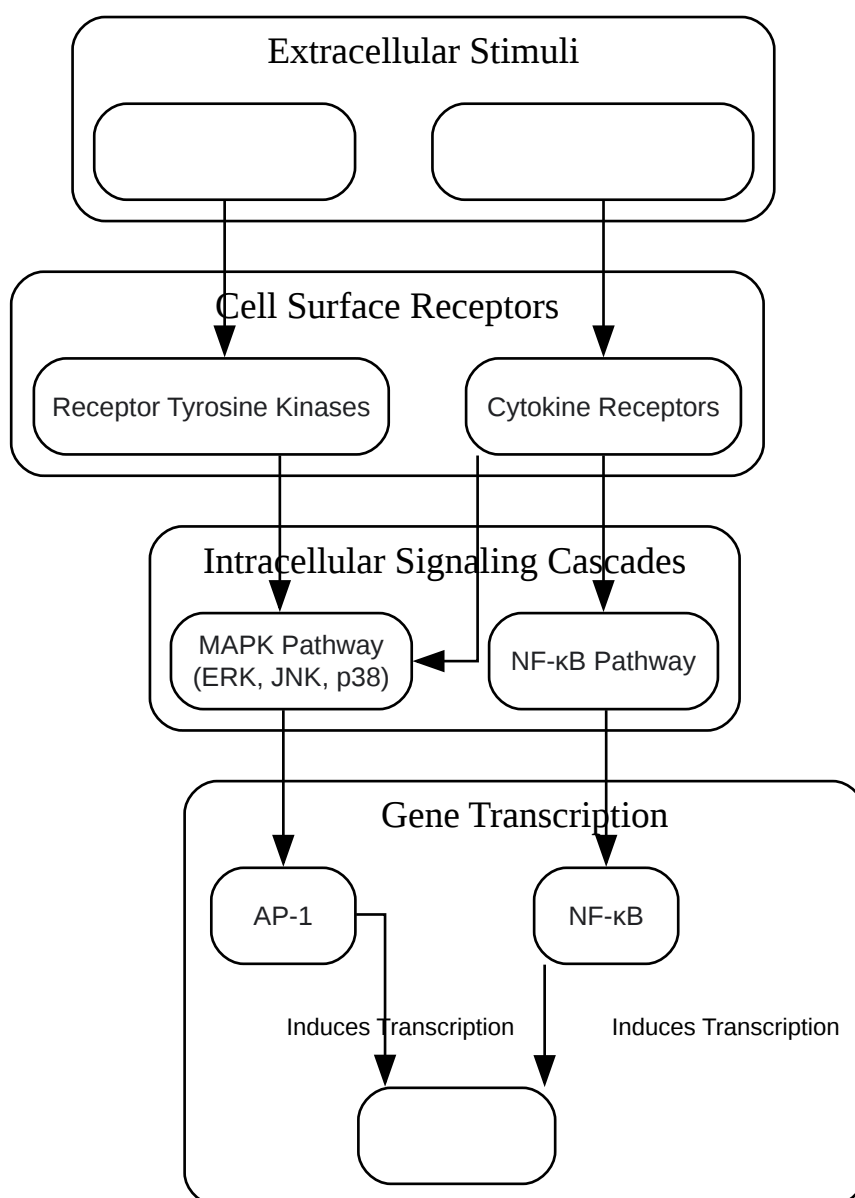 Extracellular Stimuli
Cell Surface Receptors
Receptor Tyrosine Kinases
Cytokine Receptors
Intracellular Signaling Cascades
MAPK Pathway
(ERK, JNK, p38)
NF-κB Pathway
Gene Transcription
AP-1
NF-κB
Induces Transcription
Induces Transcription